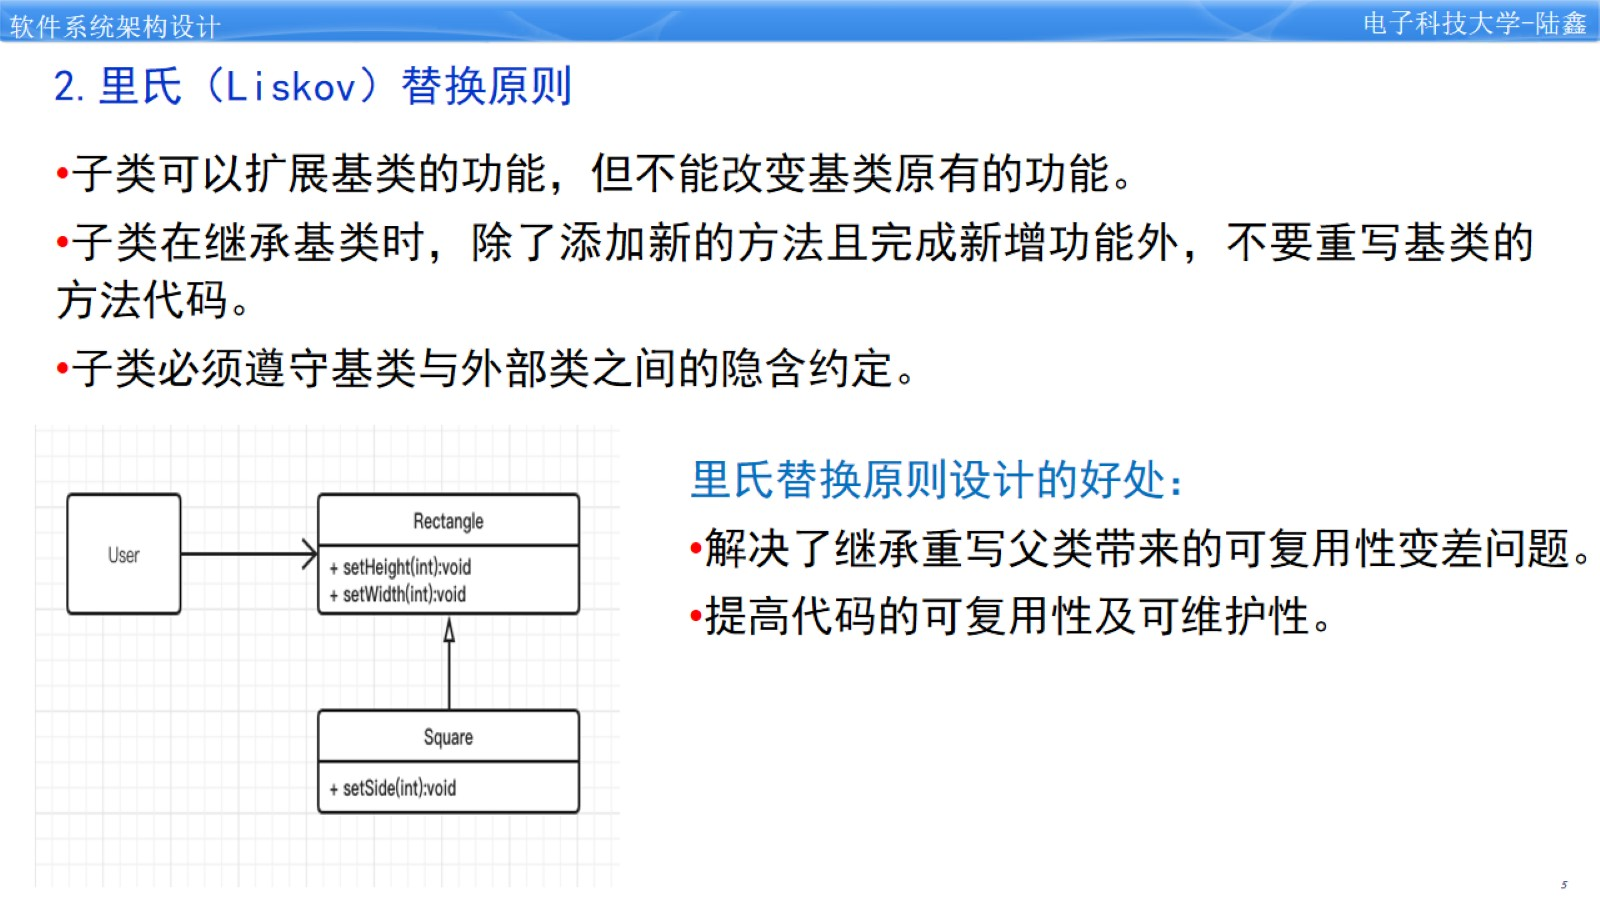 软件系统架构设计
电子科技大学-陆鑫
2.里氏（Liskov）替换原则
•子类可以扩展基类的功能，但不能改变基类原有的功能。
•子类在继承基类时，除了添加新的方法且完成新增功能外，不要重写基类的
方法代码。
•子类必须遵守基类与外部类之间的隐含约定。
User
Rectangle
+ setHeight(int):void
+ setWidth(int):void
Square
+ setSide(int):void
里氏替换原则设计的好处：
•解决了继承重写父类带来的可复用性变差问题。
•提高代码的可复用性及可维护性。
5